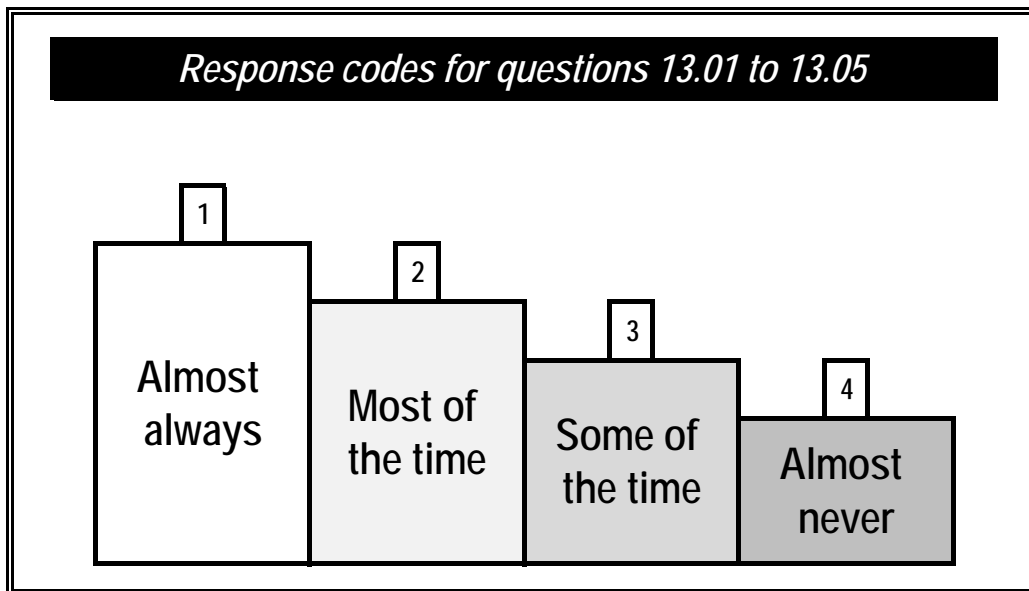 Response codes for questions 13.01 to 13.05
1
Almost
always
2
Most of
the time
3
Some of
the time
4
Almost
never